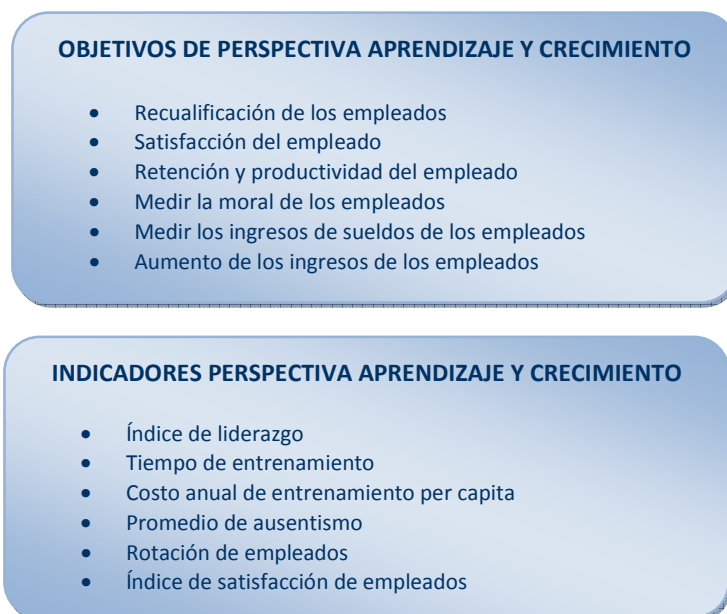 OBJETIVOS DE PERSPECTIVA APRENDIZAJE Y CRECIMIENTO
• Recualificación de los empleados
• Satisfacción del empleado
• Retención y productividad del empleado
• Medir la moral de los empleados
• Medir los ingresos de sueldos de los empleados
• Aumento de los ingresos de los empleados
INDICADORES PERSPECTIVA APRENDIZAJE Y CRECIMIENTO
• Índice de liderazgo
• Tiempo de entrenamiento
• Costo anual de entrenamiento per capita
• Promedio de ausentismo
• Rotación de empleados
• Índice de satisfacción de empleados